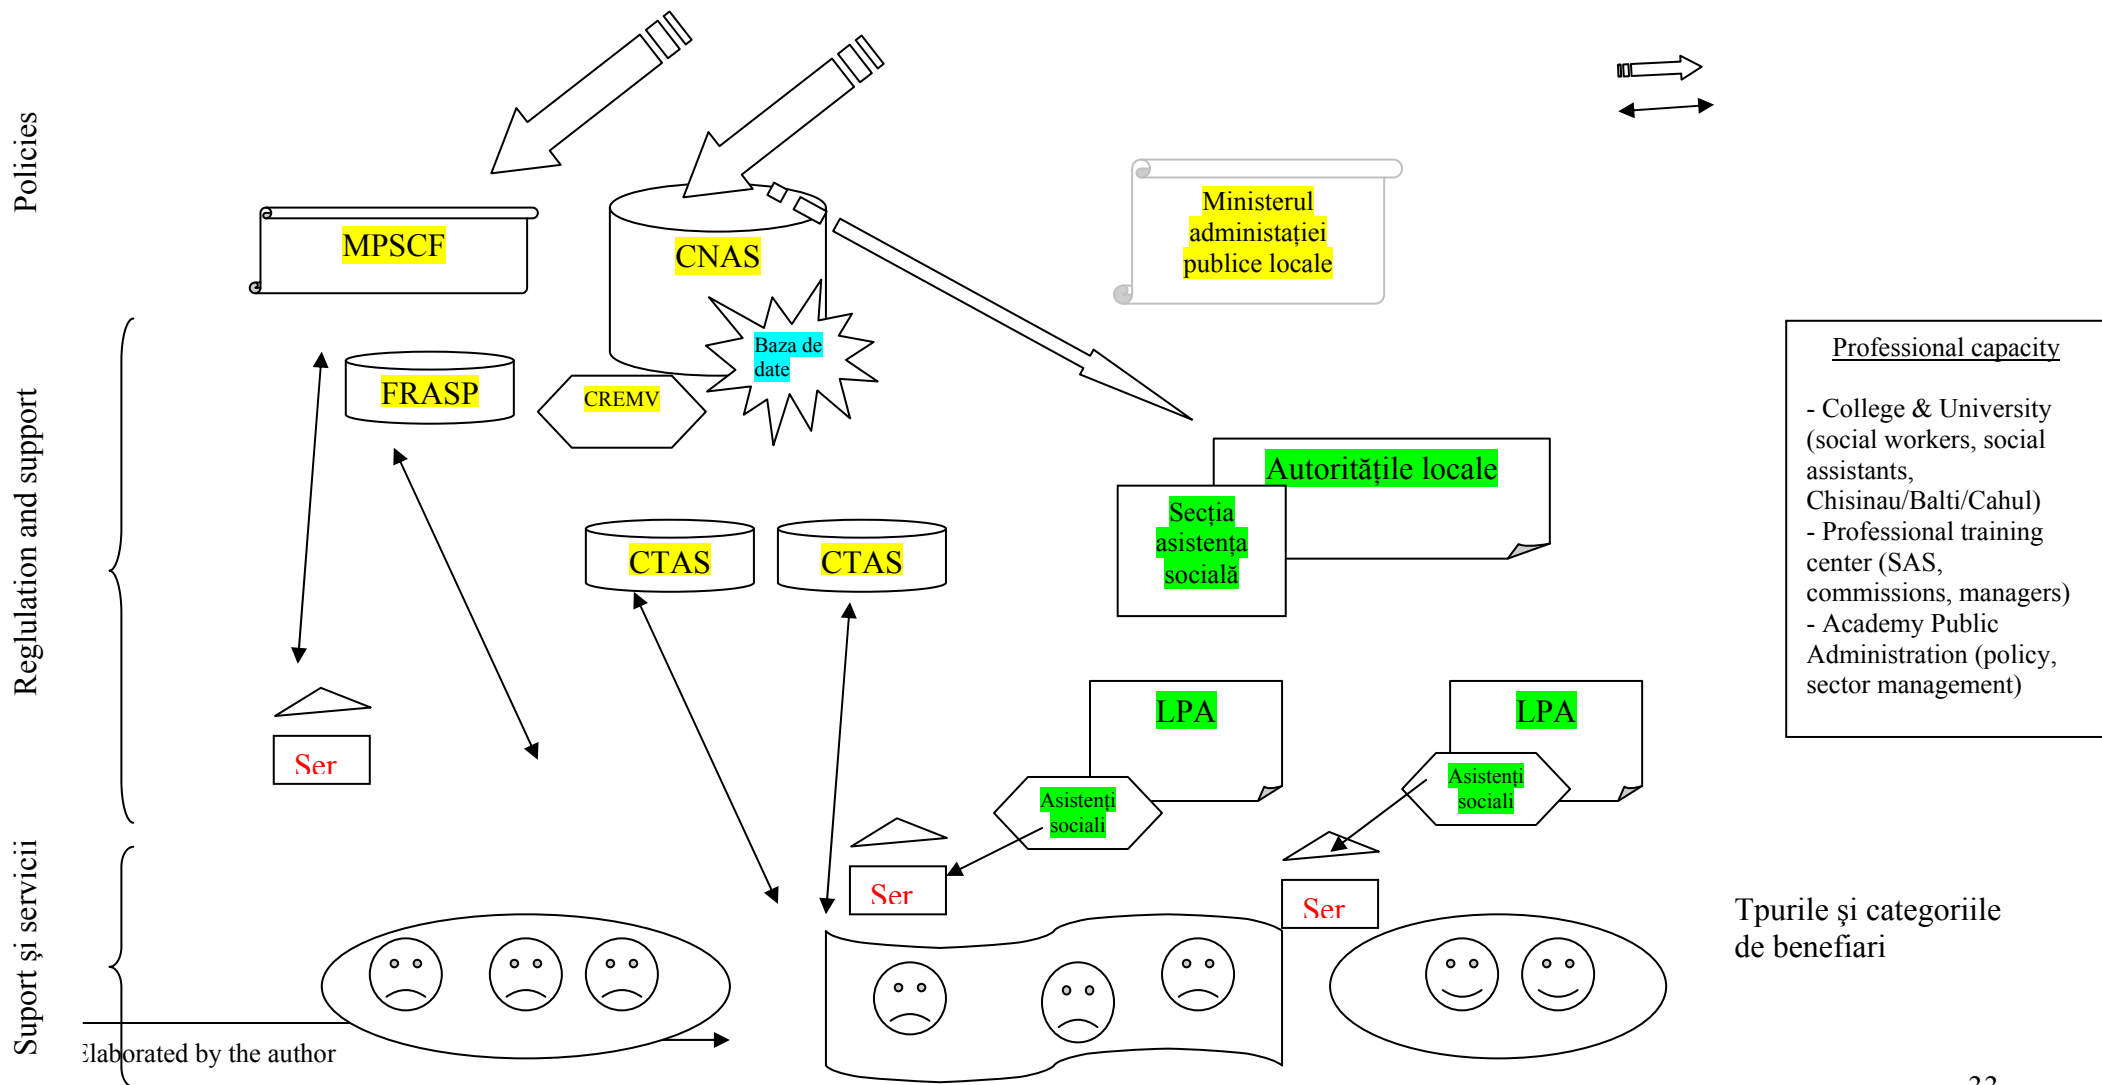 Policies
MPSCF
CNAS
Ministerul
administației
publice locale
Reglulation and support
Baza de
date
FRASP
CREMV
Professional capacity
- College & University
(social workers, social
assistants,
Chisinau/Balti/Cahul)
- Professional training
center (SAS,
commissions, managers)
- Academy Public
Administration (policy,
sector management)
Autoritățile locale
Secția
asistența
socială
CTAS
CTAS
LPA
LPA
Ser
Asistenți
sociali
Asistenți
sociali
Suport şi servicii
Ser
Ser
Tpurile şi categoriile
de benefiari
Elaborated by the author
33